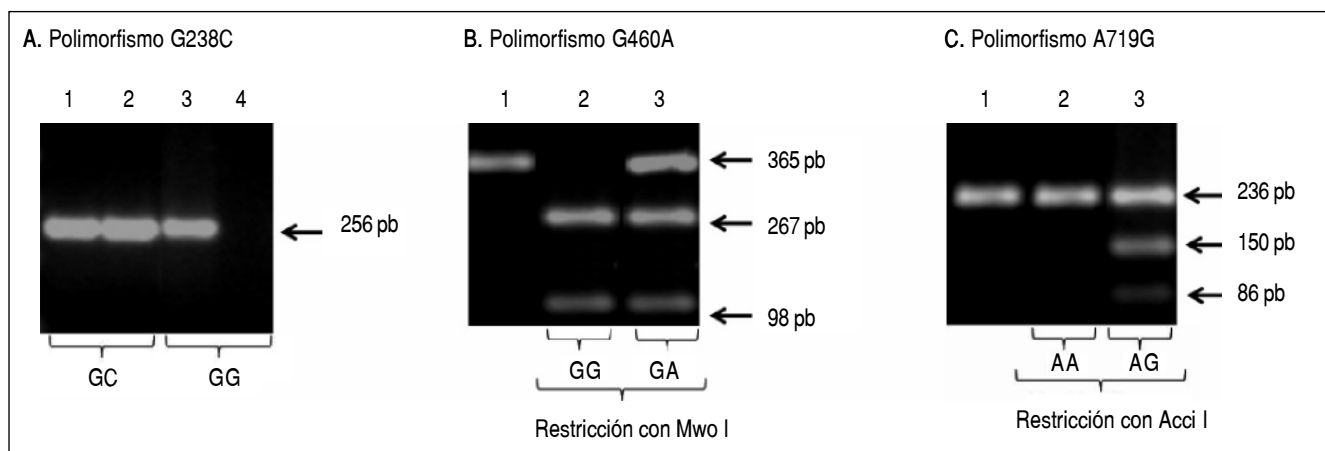 A. Polimorfismo G238C
1 2 3 4
256 pb
GC GG
B. Polimorfismo G460A
1 2 3
365 pb
267 pb
98 pb
GG GA
Restricción con Mwo I
C. Polimorfismo A719G
1 2 3
236 pb
150 pb
86 pb
AA AG
Restricción con Acci I